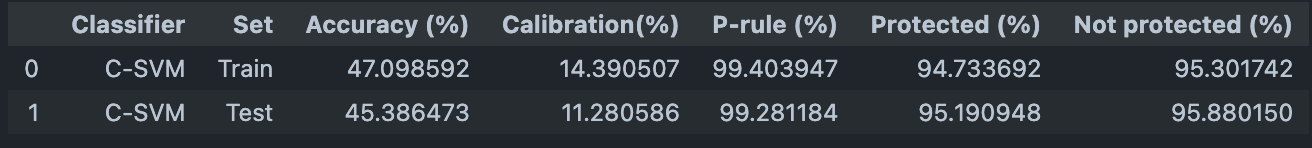 Classifier Set Accuracy (%) Calibration(%) P-rule (%) Protected (%) Not protected (%)
0 C-SVM Train 47.098592 14.390507 99.403947 94.733692 95.301742
1 C-SVM Test 45.386473 11.280586 99.281184 95.190948 95.880150